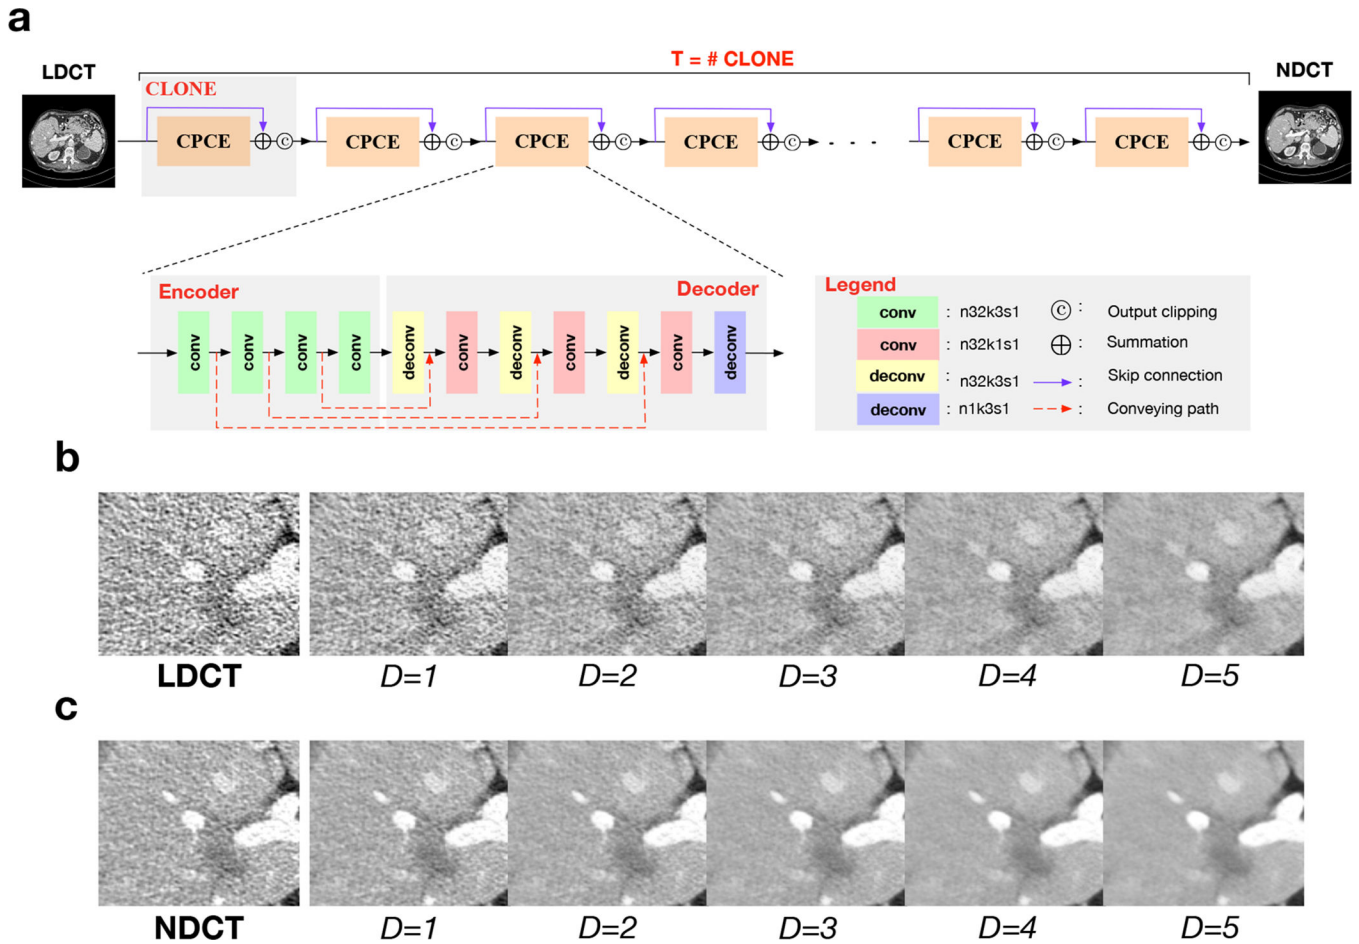 a
T = # CLONE
LDCT
NDCT
CLONE
CPCE
c
CPCE
c
CPCE
c
CPCE
c
- - - -
CPCE
c
CPCE
c
Encoder
Decoder
conv
conv
conv
conv
deconv
conv
deconv
conv
deconv
conv
deconv
Legend
conv : n32k3s1
conv : n32k1s1
deconv : n32k3s1
deconv : n1k3s1
c : Output clipping
: Summation
: Skip connection
: Conveying path
b
LDCT D=1 D=2 D=3 D=4 D=5
c
NDCT D=1 D=2 D=3 D=4 D=5